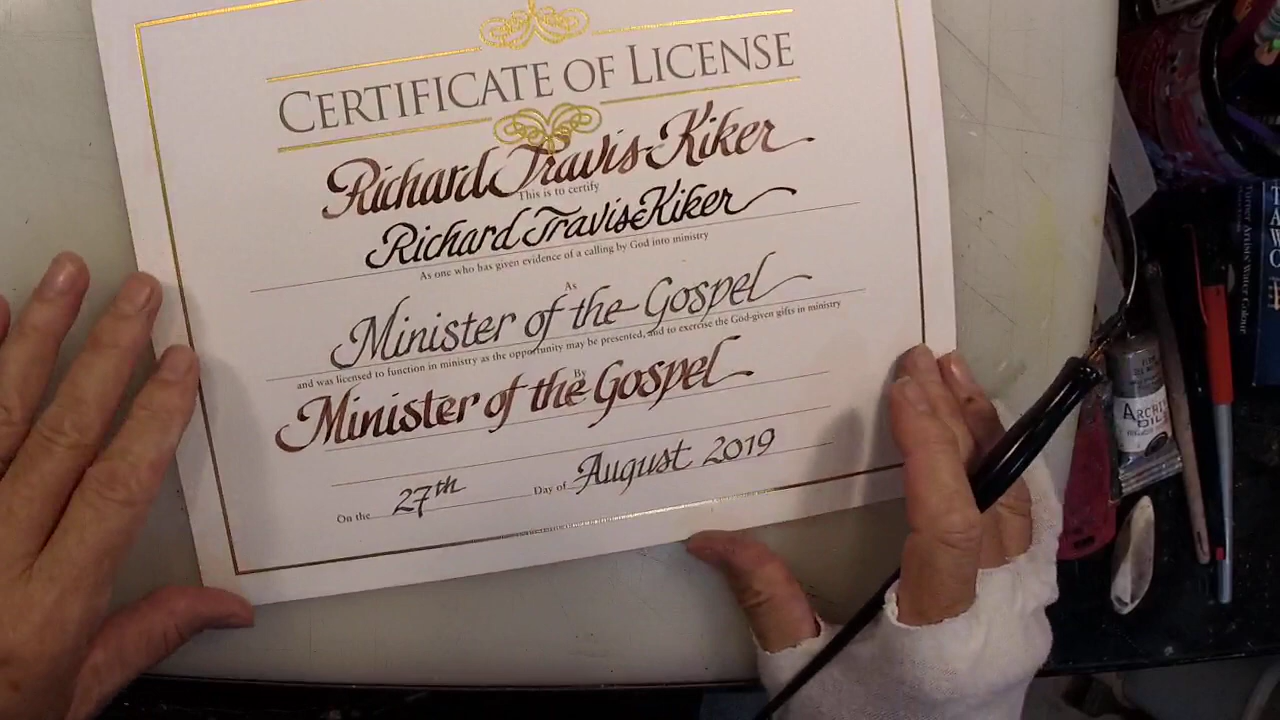 CERTIFICATE OF LICENSE
Richard Travis Kiker
This is to certify
Richard Travis Kiker
As one who has given evidence of a calling by God into ministry
As
Minister of the Gospel
and was licensed to function in ministry as the opportunity may be presented, and to exercise the God-given gifts in ministry
By
Minister of the Gospel
On the 27th Day of August 2019